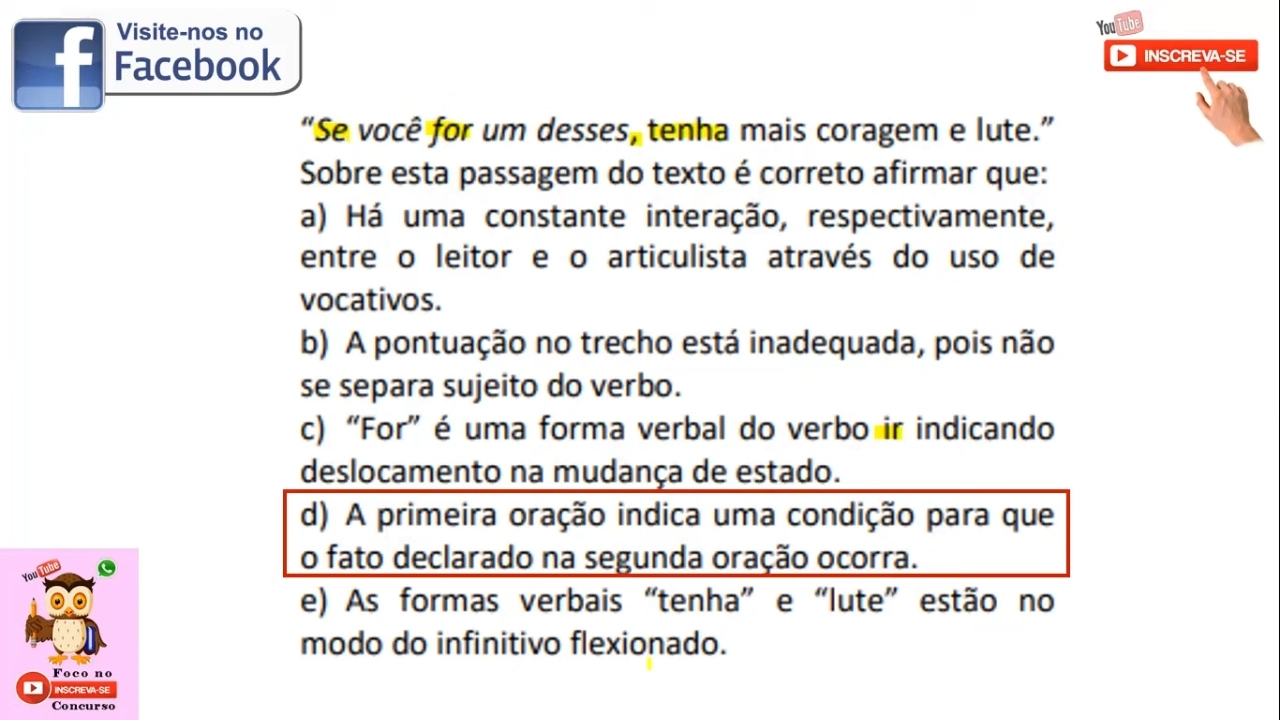 Visite-nos no
Facebook
YouTube
INSCREVA-SE
“Se você for um desses, tenha mais coragem e lute.”
Sobre esta passagem do texto é correto afirmar que:
a) Há uma constante interação, respectivamente,
entre o leitor e o articulista através do uso de
vocativos.
b) A pontuação no trecho está inadequada, pois não
se separa sujeito do verbo.
c) “For” é uma forma verbal do verbo ir indicando
deslocamento na mudança de estado.
d) A primeira oração indica uma condição para que
o fato declarado na segunda oração ocorra.
e) As formas verbais “tenha” e “lute” estão no
modo do infinitivo flexionado.
YouTube
Foco no
INSCREVA-SE
Concurso